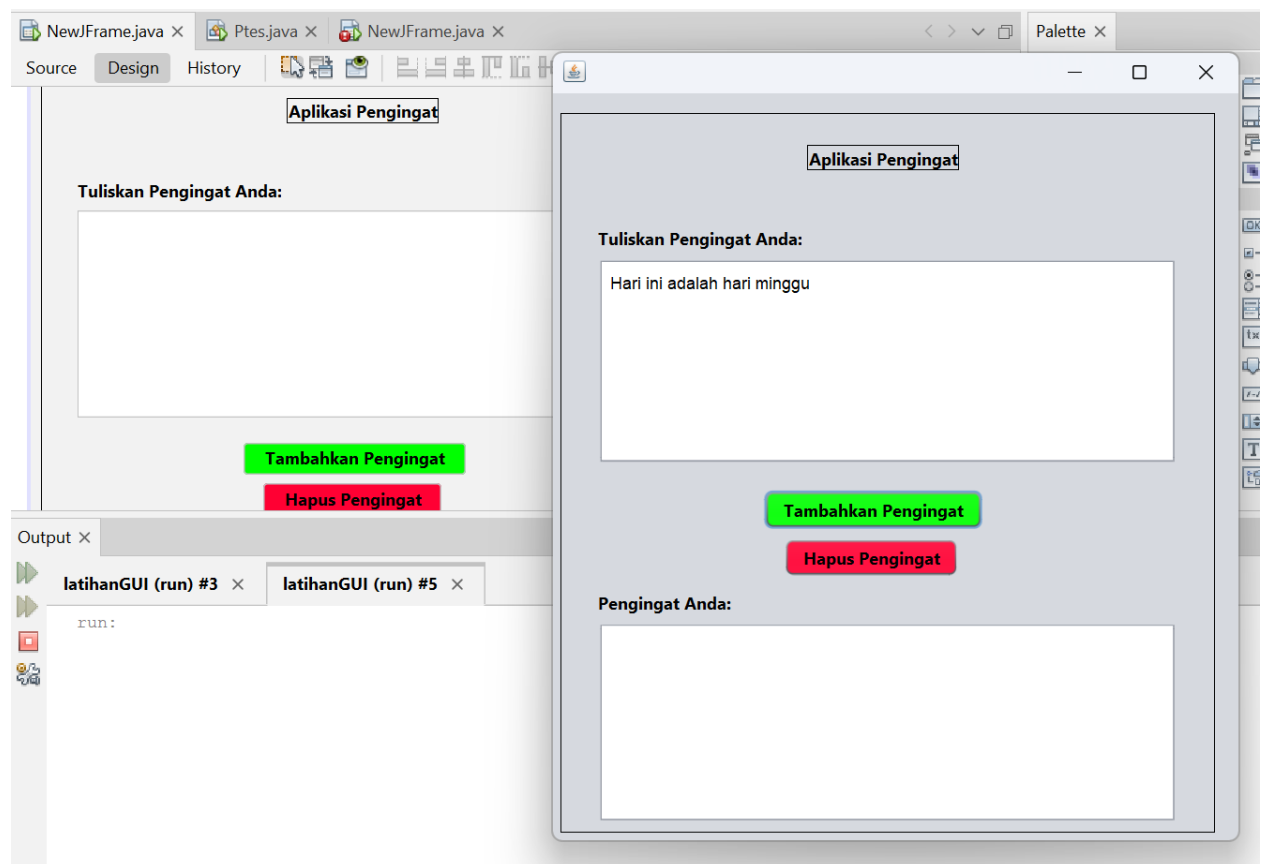 NewJFrame.java
Ptes.java
NewJFrame.java
Palette
Source
Design
History
Aplikasi Pengingat
Tuliskan Pengingat Anda:
Tambahkan Pengingat
Hapus Pengingat
Output
latihanGUI (run) #3
latihanGUI (run) #5
run:
Aplikasi Pengingat
Tuliskan Pengingat Anda:
Hari ini adalah hari minggu
Tambahkan Pengingat
Hapus Pengingat
Pengingat Anda: